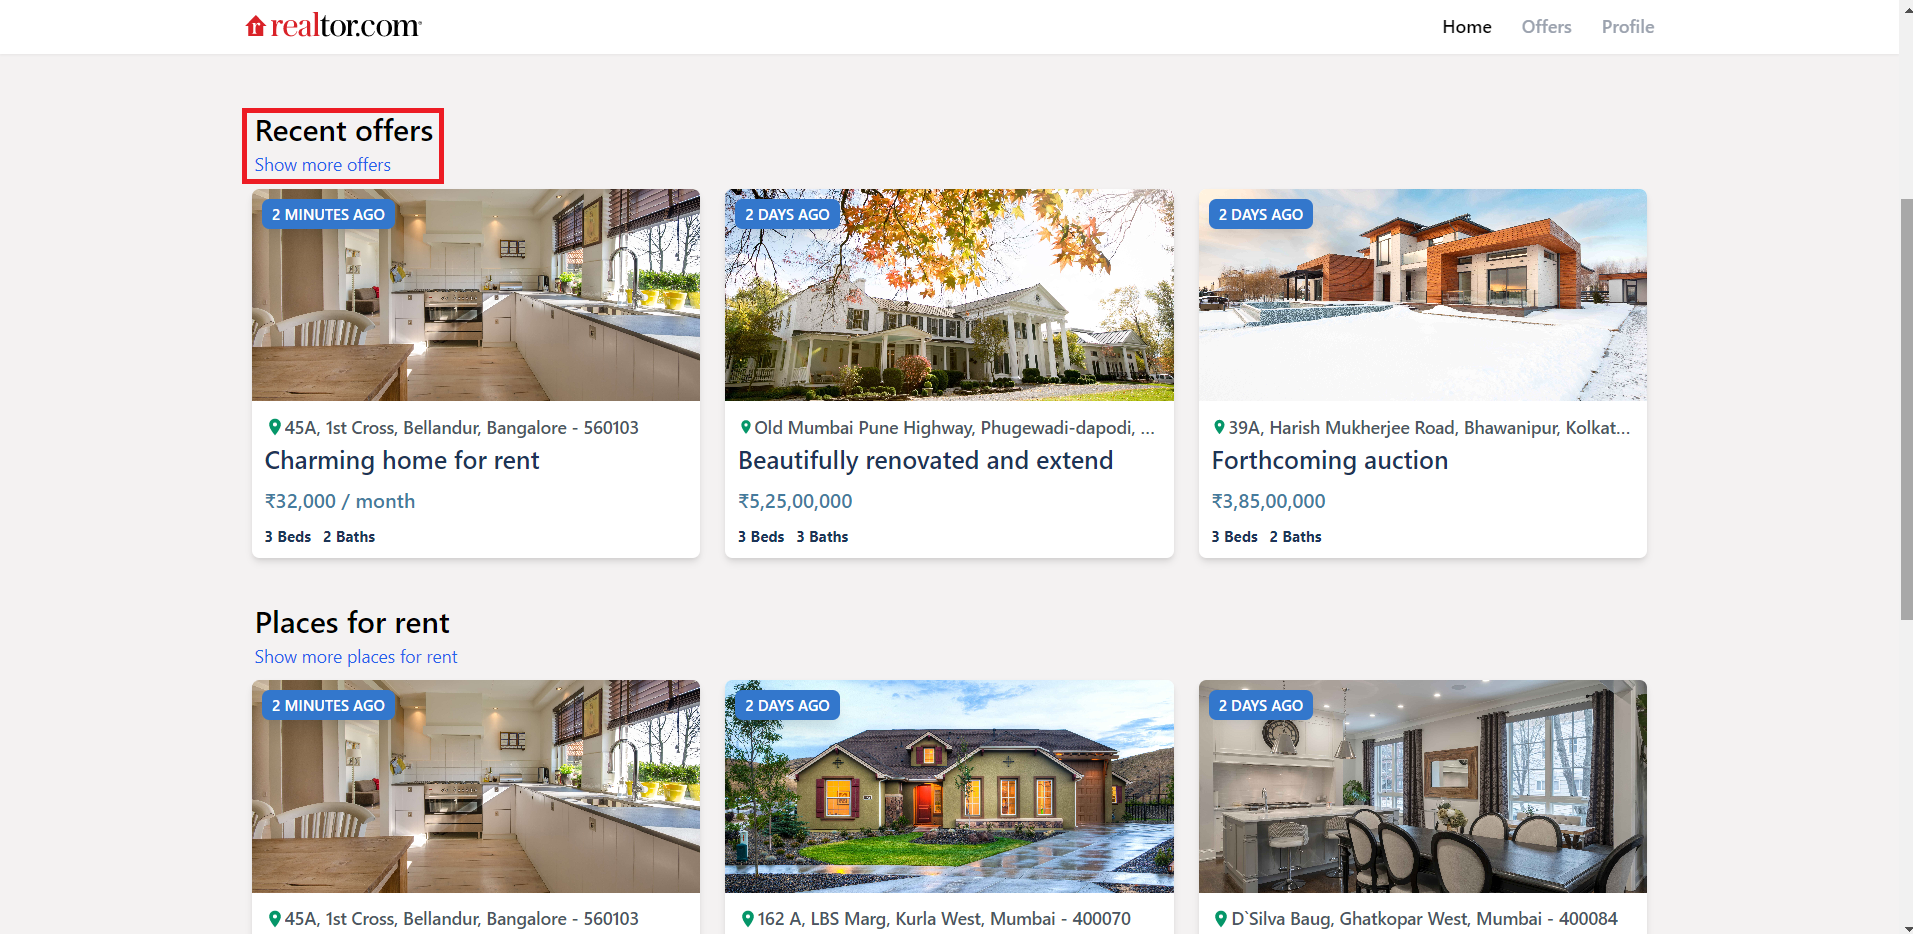 realtor.com
Home Offers Profile
Recent offers
Show more offers
2 MINUTES AGO
45A, 1st Cross, Bellandur, Bangalore - 560103
Charming home for rent
₹32,000 / month
3 Beds 2 Baths
2 DAYS AGO
Old Mumbai Pune Highway, Phugewadi-dapodi, ...
Beautifully renovated and extend
₹5,25,00,000
3 Beds 3 Baths
2 DAYS AGO
39A, Harish Mukherjee Road, Bhawanipur, Kolkat...
Forthcoming auction
₹3,85,00,000
3 Beds 2 Baths
Places for rent
Show more places for rent
2 MINUTES AGO
45A, 1st Cross, Bellandur, Bangalore - 560103
2 DAYS AGO
162 A, LBS Marg, Kurla West, Mumbai - 400070
2 DAYS AGO
D`Silva Baug, Ghatkopar West, Mumbai - 400084